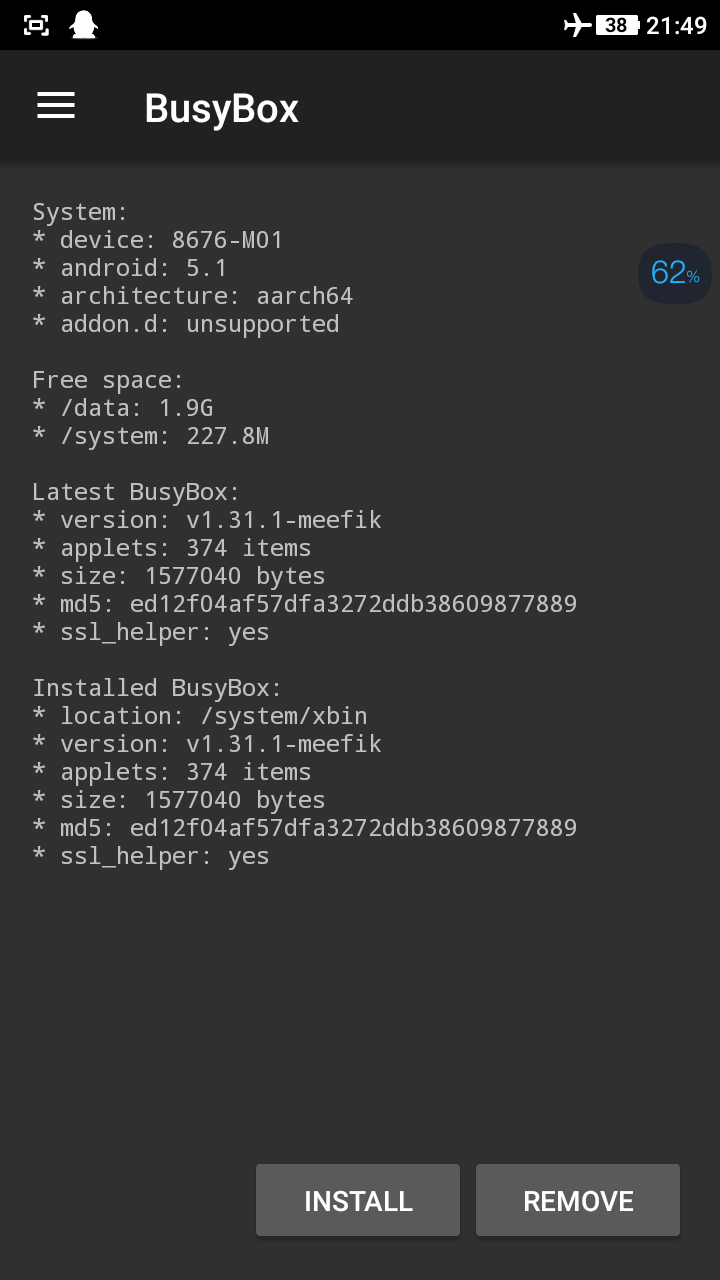 38 21:49
BusyBox
System:
* device: 8676-M01
* android: 5.1
* architecture: aarch64
* addon.d: unsupported
62%
Free space:
* /data: 1.9G
* /system: 227.8M
Latest BusyBox:
* version: v1.31.1-meefik
* applets: 374 items
* size: 1577040 bytes
* md5: ed12f04af57dfa3272ddb38609877889
* ssl_helper: yes
Installed BusyBox:
* location: /system/xbin
* version: v1.31.1-meefik
* applets: 374 items
* size: 1577040 bytes
* md5: ed12f04af57dfa3272ddb38609877889
* ssl_helper: yes
INSTALL REMOVE